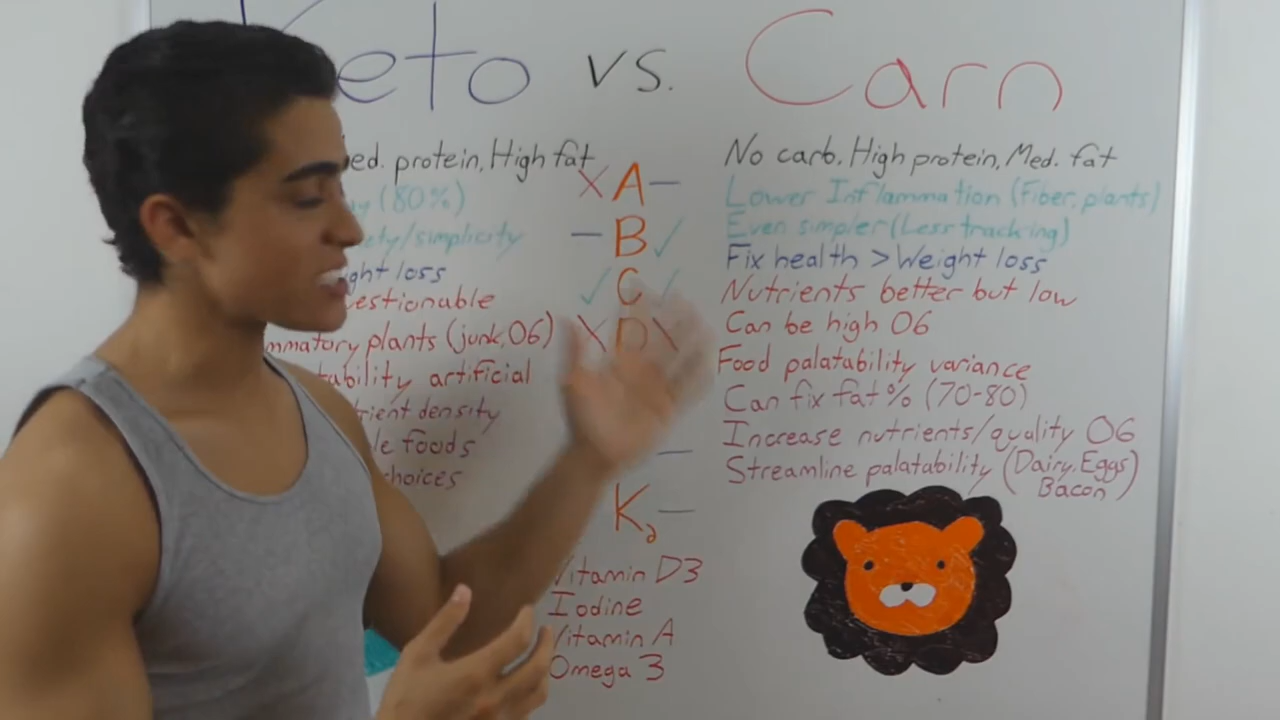 Keto vs. Carn
ed. protein, High fat
(80%)
ety/simplicity
ght loss
estionable
mmatory plants (junk, O6)
tability artificial
rient density
le foods
hoices
X A –
– B ✓
✓ C ✓
X D X
–
K2 –
Vitamin D3
Iodine
Vitamin A
Omega 3
No carb. High protein, Med. fat
Lower Inflammation (Fiber, plants)
Even simpler (Less tracking)
Fix health > Weight loss
Nutrients better but low
Can be high O6
Food palatability variance
Can fix fat % (70-80)
Increase nutrients/quality O6
Streamline palatability (Dairy, Eggs
Bacon)